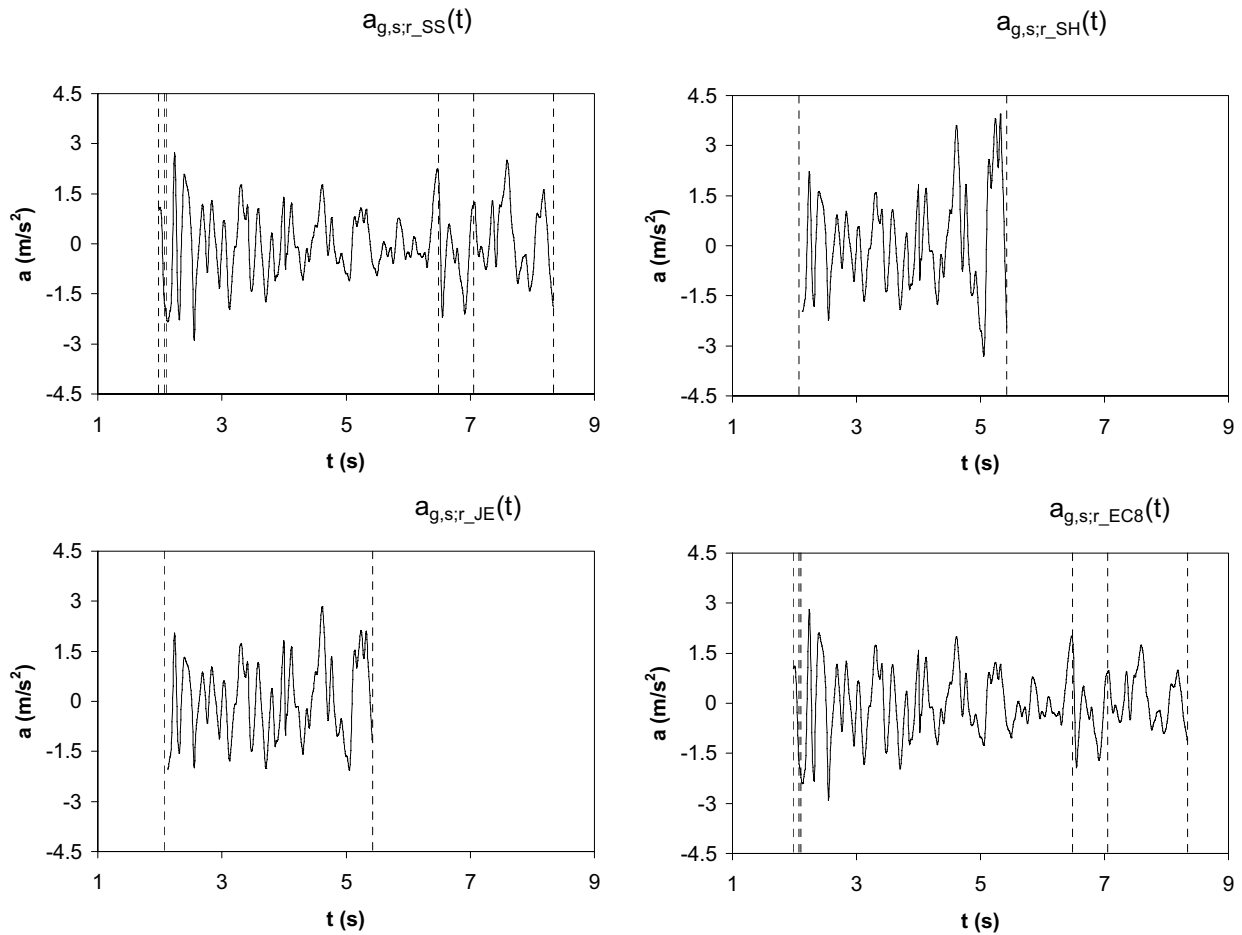 a_{g,s;r_SS}(t)
4.5
3
1.5
0
-1.5
-3
-4.5
a (m/s²)
1 3 5 7 9
t (s)
a_{g,s;r_SH}(t)
4.5
3
1.5
0
-1.5
-3
-4.5
a (m/s²)
1 3 5 7 9
t (s)
a_{g,s;r_JE}(t)
4.5
3
1.5
0
-1.5
-3
-4.5
a (m/s²)
1 3 5 7 9
t (s)
a_{g,s;r_EC8}(t)
4.5
3
1.5
0
-1.5
-3
-4.5
a (m/s²)
1 3 5 7 9
t (s)